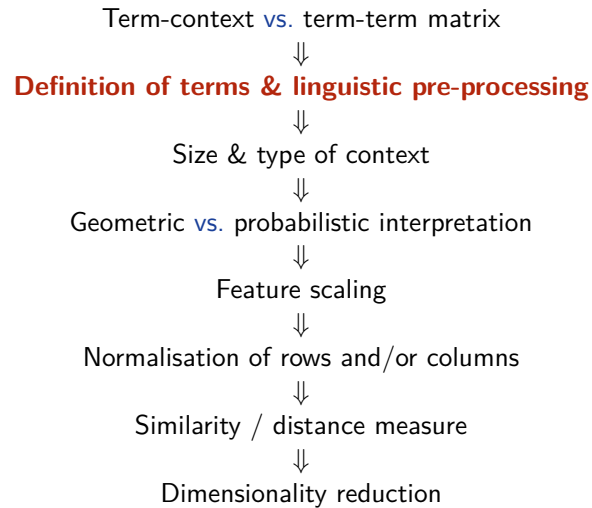 Term-context vs. term-term matrix
⇓
Definition of terms & linguistic pre-processing
⇓
Size & type of context
⇓
Geometric vs. probabilistic interpretation
⇓
Feature scaling
⇓
Normalisation of rows and/or columns
⇓
Similarity / distance measure
⇓
Dimensionality reduction